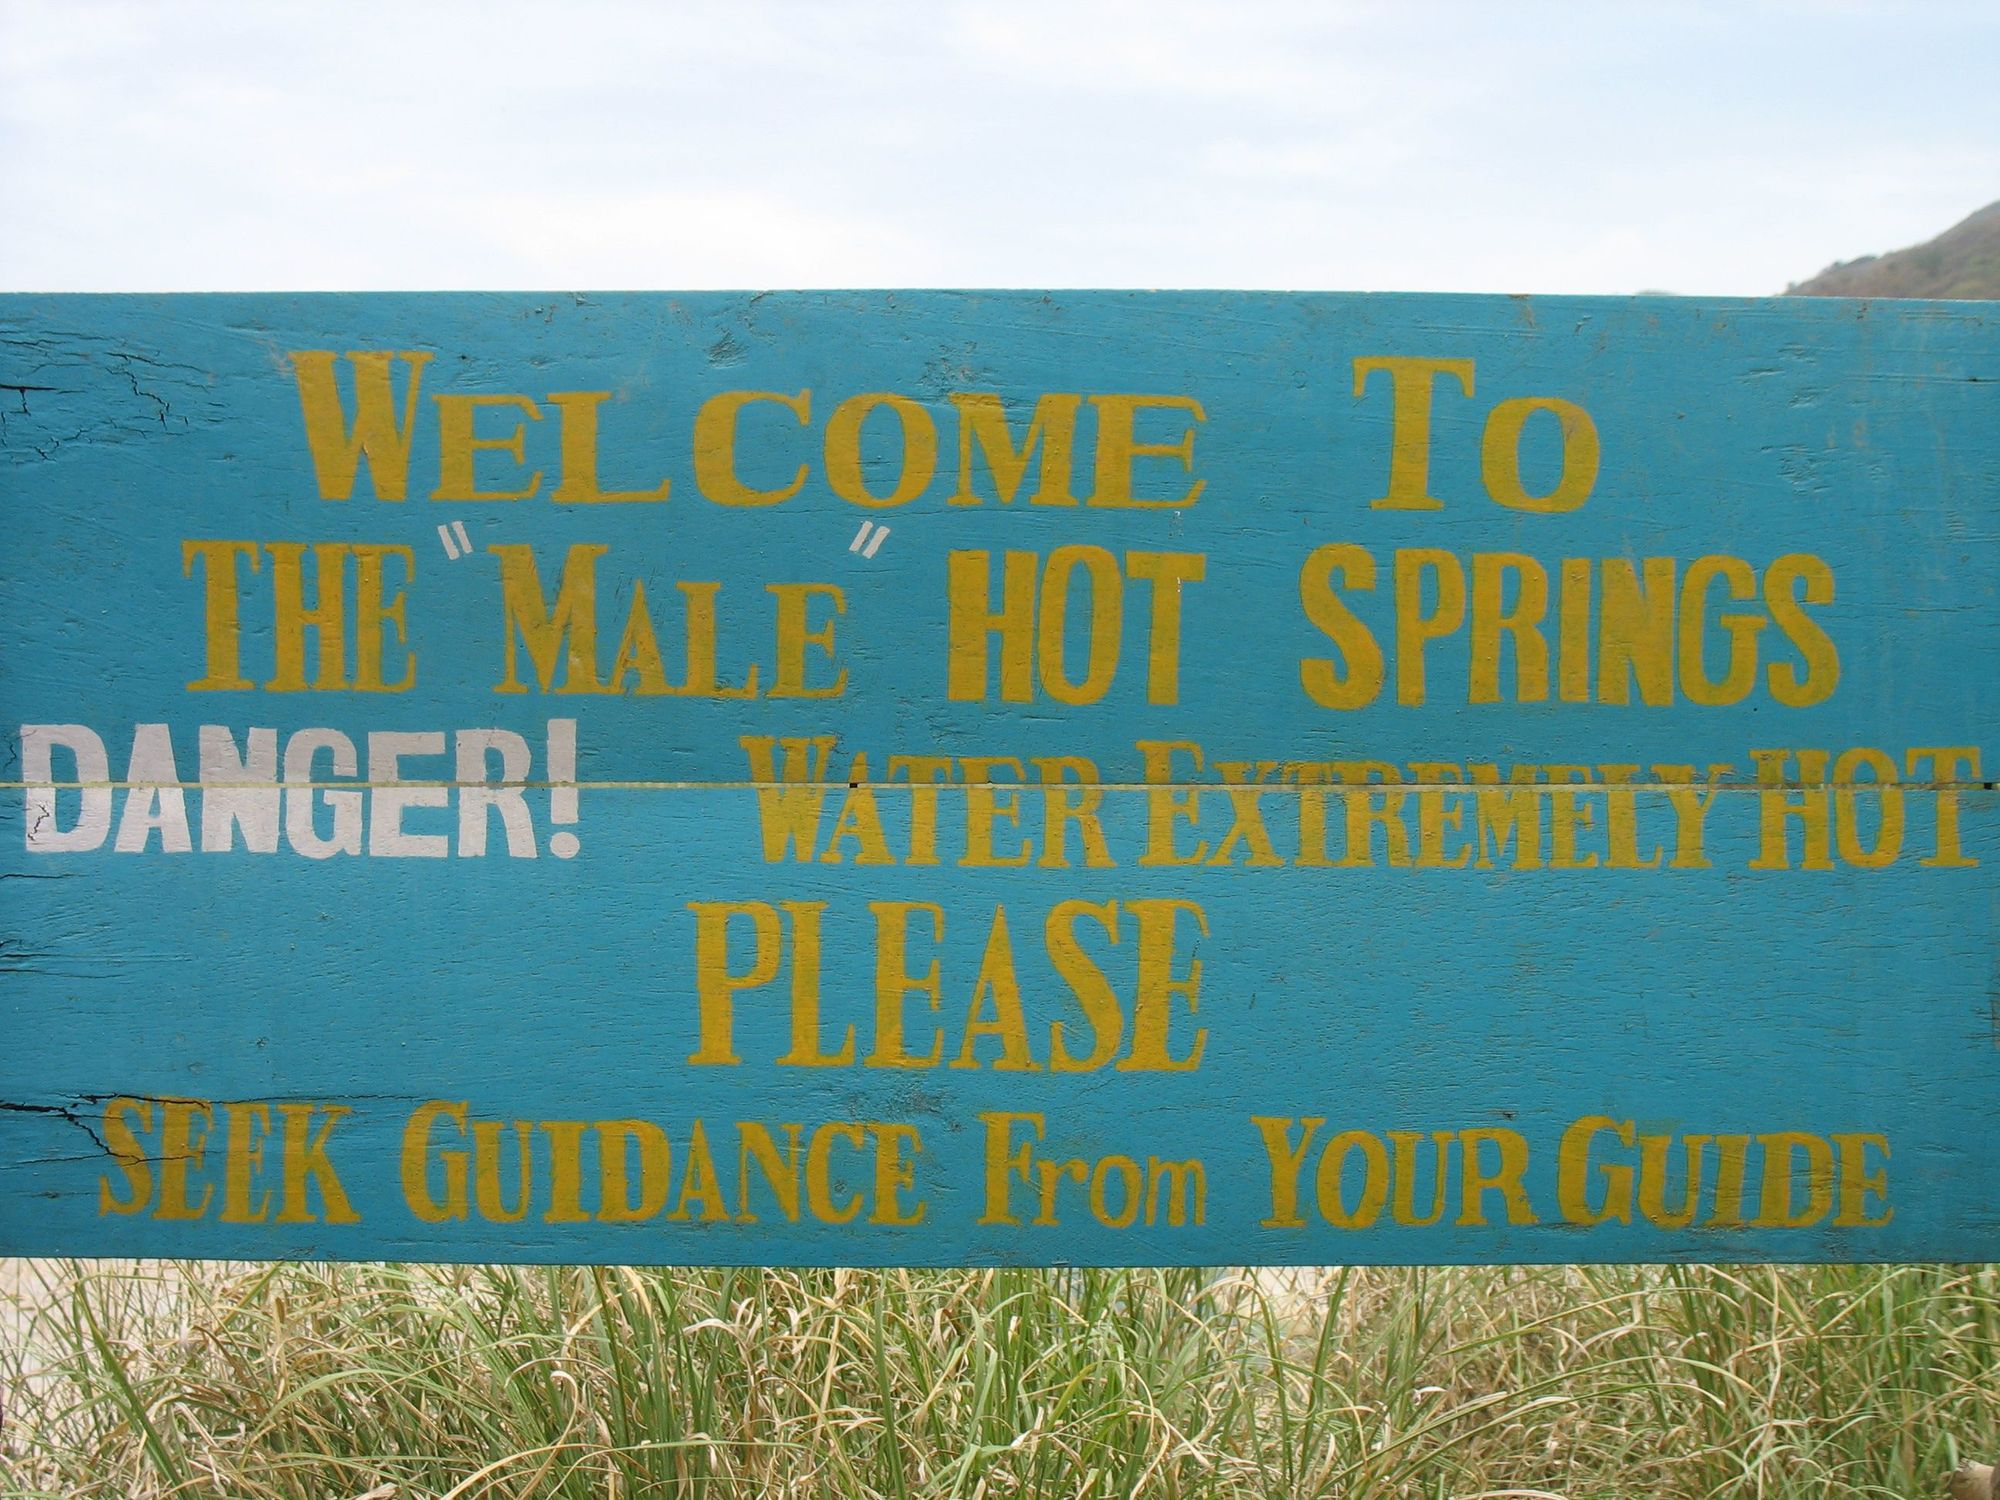 WELCOME TO
THE "MALE" HOT SPRINGS
DANGER! WATER EXTREMELY HOT
PLEASE
SEEK GUIDANCE From YOUR GUIDE